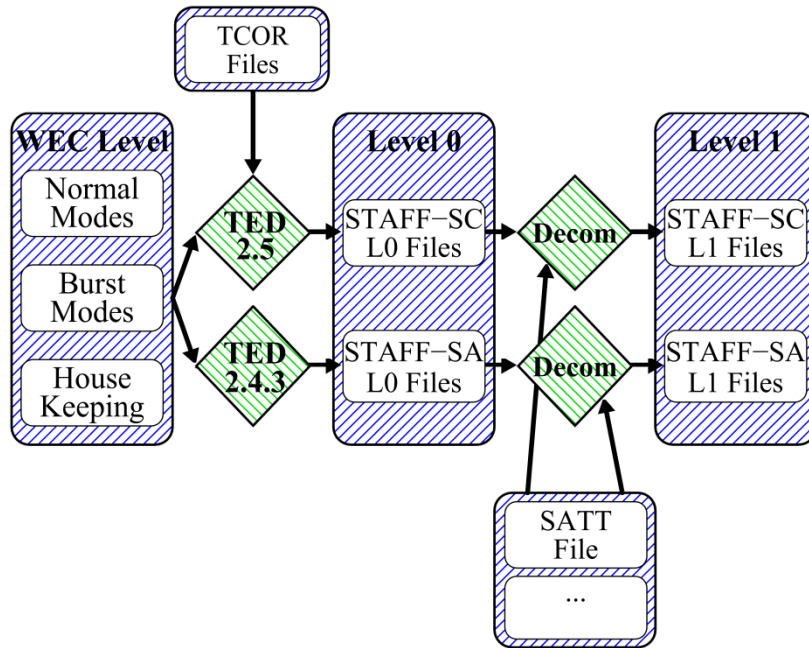 TCOR
Files
WEC Level
Normal
Modes
Burst
Modes
House
Keeping
TED
2.5
TED
2.4.3
Level 0
STAFF−SC
L0 Files
STAFF−SA
L0 Files
Decom
Decom
Level 1
STAFF−SC
L1 Files
STAFF−SA
L1 Files
SATT
File
...